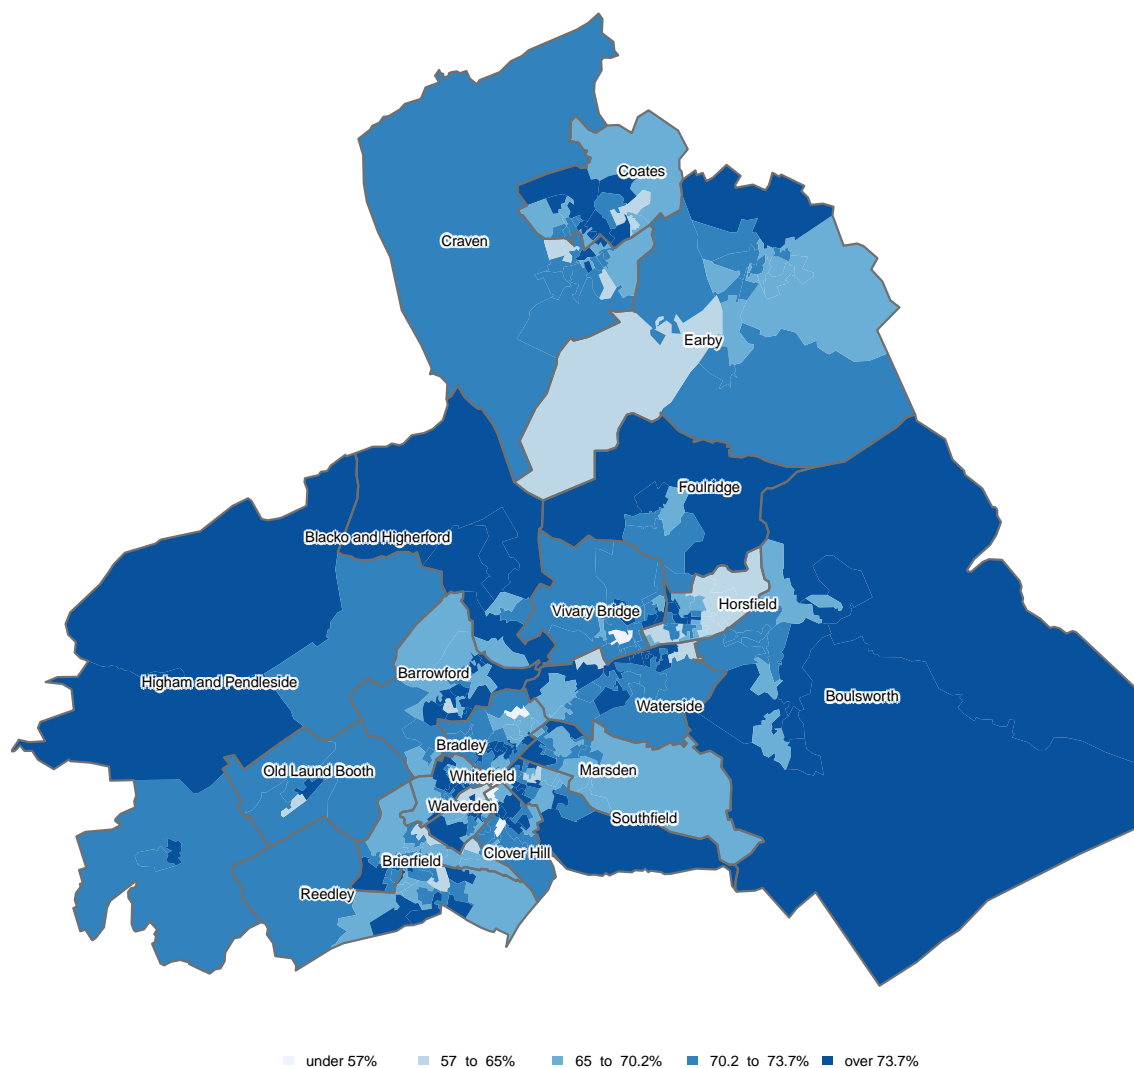 Coates
Craven
Earby
Foulridge
Blacko and Higherford
Horsfield
Vivary Bridge
Barrowford
Higham and Pendleside
Boulsworth
Waterside
Bradley
Old Laund Booth
Marsden
Whitefield
Walverden
Southfield
Clover Hill
Brierfield
Reedley
under 57% 57 to 65% 65 to 70.2% 70.2 to 73.7% over 73.7%